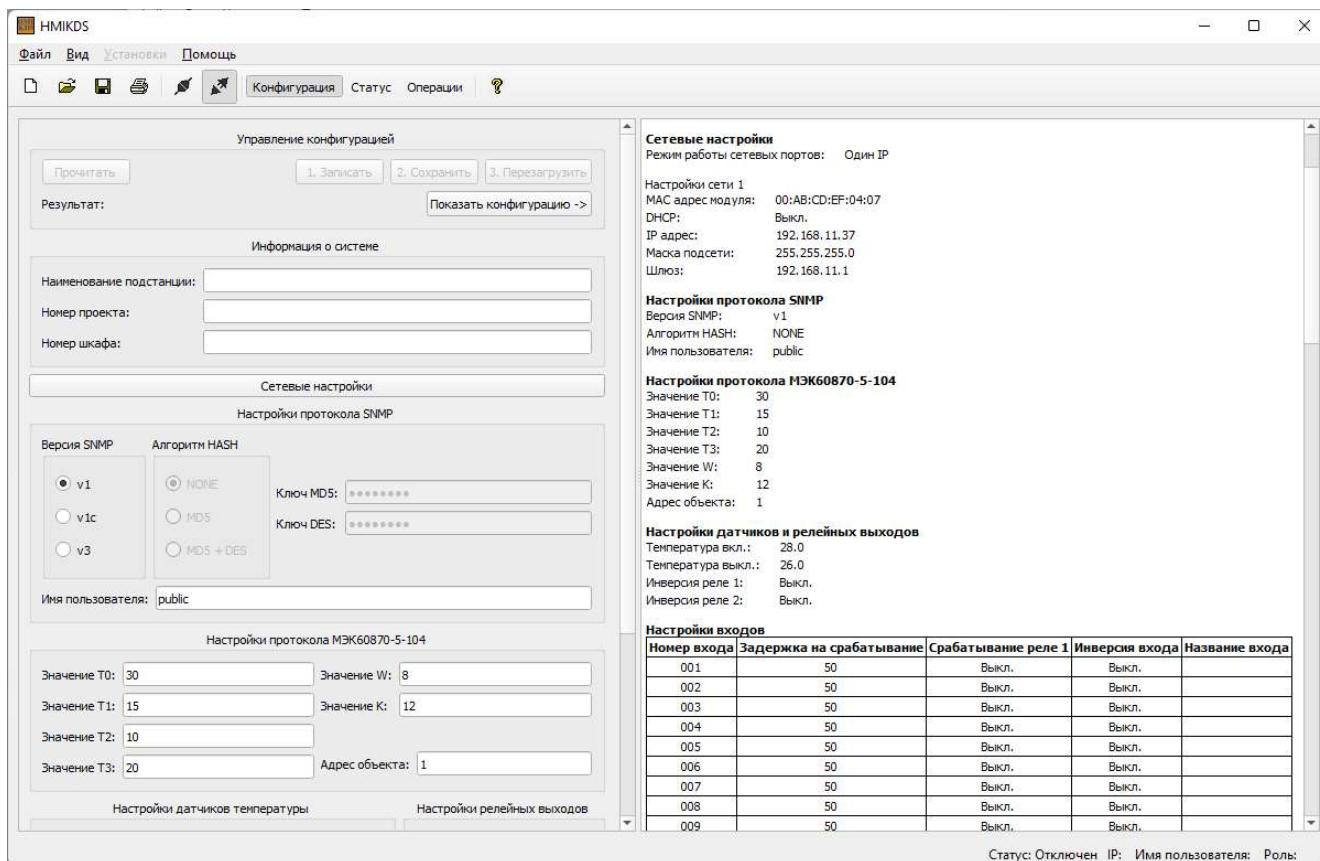 HMIKDS
Файл Вид Установки Помощь
Конфигурация Статус Операции
Управление конфигурацией
Прочитать 1. Записать 2. Сохранить 3. Перезагрузить
Результат: Показать конфигурацию ->
Информация о системе
Наименование подстанции:
Номер проекта:
Номер шкафа:
Сетевые настройки
Настройки протокола SNMP
Версия SNMP Алгоритм HASH
v1 NONE
Ключ MD5:
v1c MD5
Ключ DES:
v3 MD5 + DES
Имя пользователя: public
Настройки протокола МЭК60870-5-104
Значение T0: 30 Значение W: 8
Значение T1: 15 Значение K: 12
Значение T2: 10
Значение T3: 20 Адрес объекта: 1
Настройки датчиков температуры Настройки релейных выходов
Сетевые настройки
Режим работы сетевых портов: Один IP
Настройки сети 1
MAC адрес модуля: 00:AB:CD:EF:04:07
DHCP: Выкл.
IP адрес: 192.168.11.37
Маска подсети: 255.255.255.0
Шлюз: 192.168.11.1
Настройки протокола SNMP
Версия SNMP: v1
Алгоритм HASH: NONE
Имя пользователя: public
Настройки протокола МЭК60870-5-104
Значение T0: 30
Значение T1: 15
Значение T2: 10
Значение T3: 20
Значение W: 8
Значение K: 12
Адрес объекта: 1
Настройки датчиков и релейных выходов
Температура вкл.: 28.0
Температура выкл.: 26.0
Инверсия реле 1: Выкл.
Инверсия реле 2: Выкл.
Настройки входов
Номер входа Задержка на срабатывание Срабатывание реле 1 Инверсия входа Название входа
001 50 Выкл. Выкл.
002 50 Выкл. Выкл.
003 50 Выкл. Выкл.
004 50 Выкл. Выкл.
005 50 Выкл. Выкл.
006 50 Выкл. Выкл.
007 50 Выкл. Выкл.
008 50 Выкл. Выкл.
009 50 Выкл. Выкл.
Статус: Отключен IP: Имя пользователя: Роль: